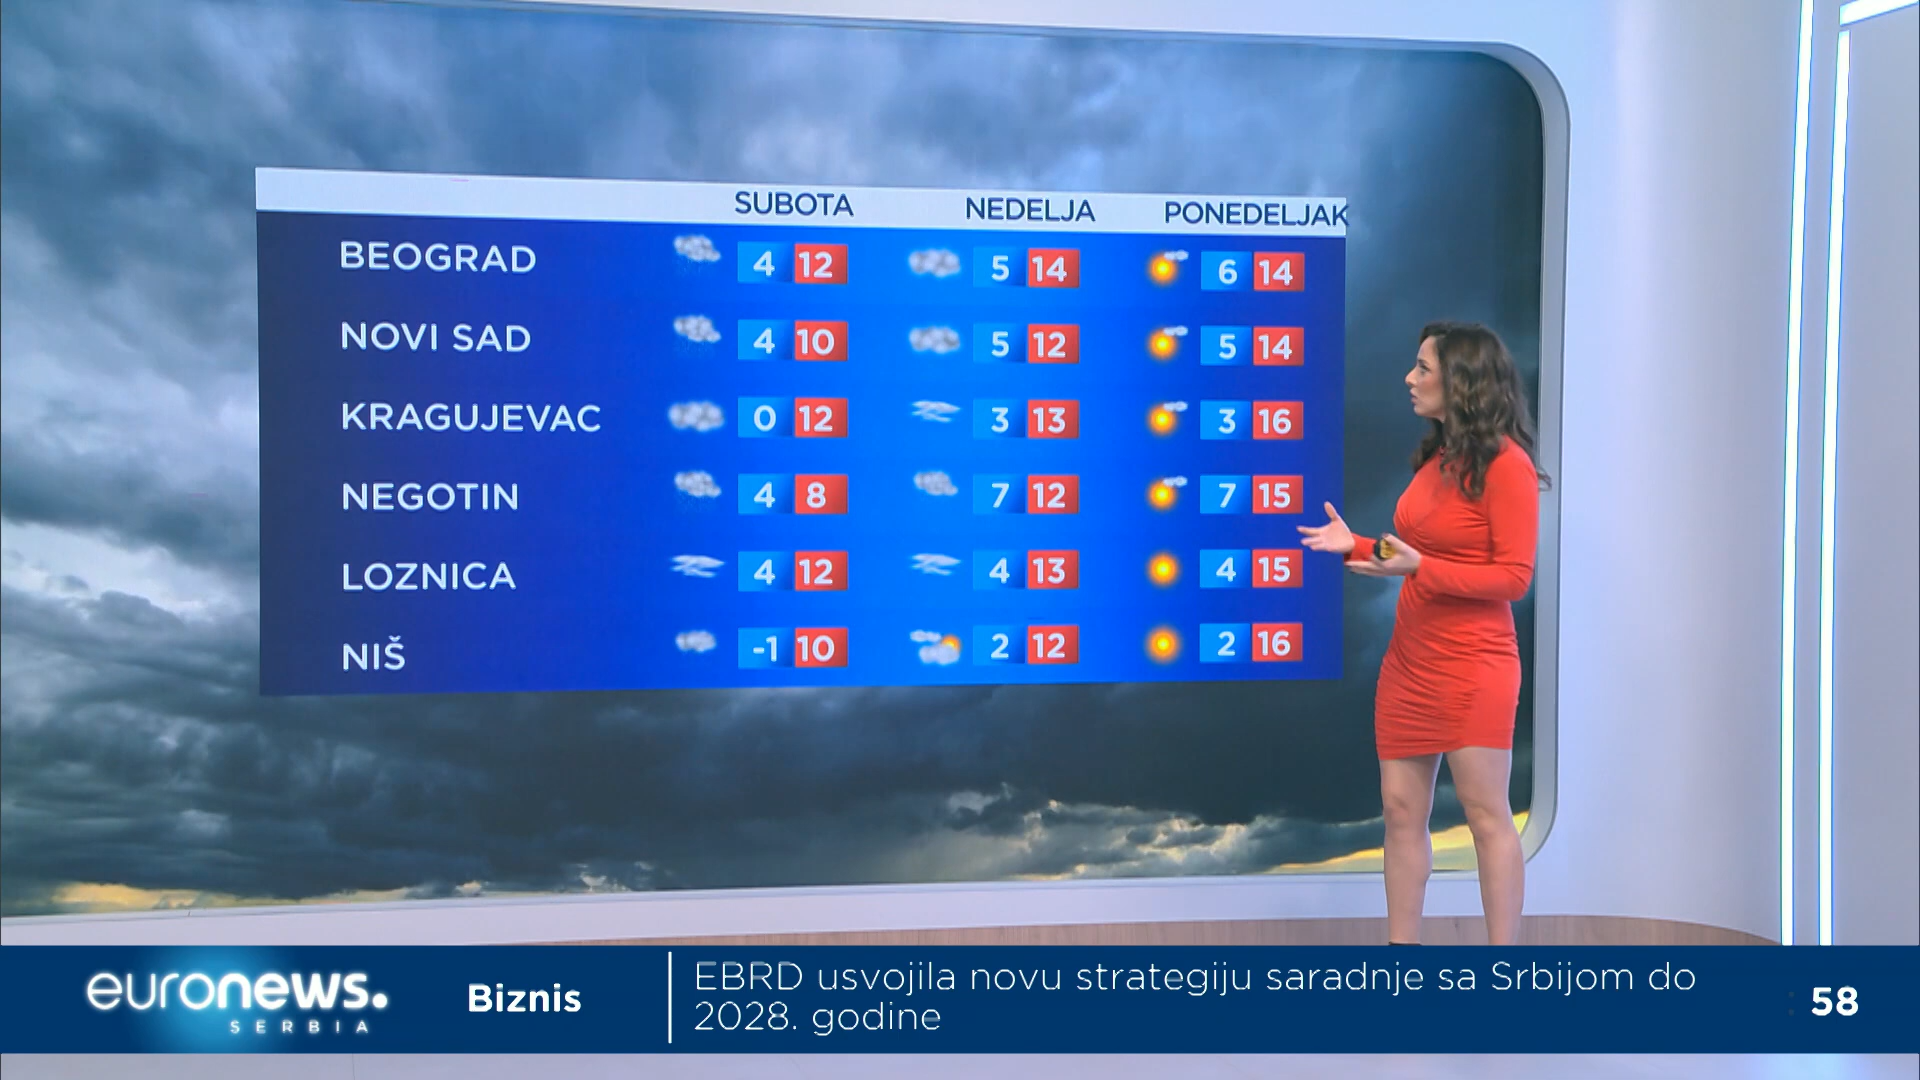 SUBOTA NEDELJA PONEDELJAK
BEOGRAD 4 12 5 14 6 14
NOVI SAD 4 10 5 12 5 14
KRAGUJEVAC 0 12 3 13 3 16
NEGOTIN 4 8 7 12 7 15
LOZNICA 4 12 4 13 4 15
NIŠ -1 10 2 12 2 16
euronews.
SERBIA
Biznis
EBRD usvojila novu strategiju saradnje sa Srbijom do
2028. godine
58